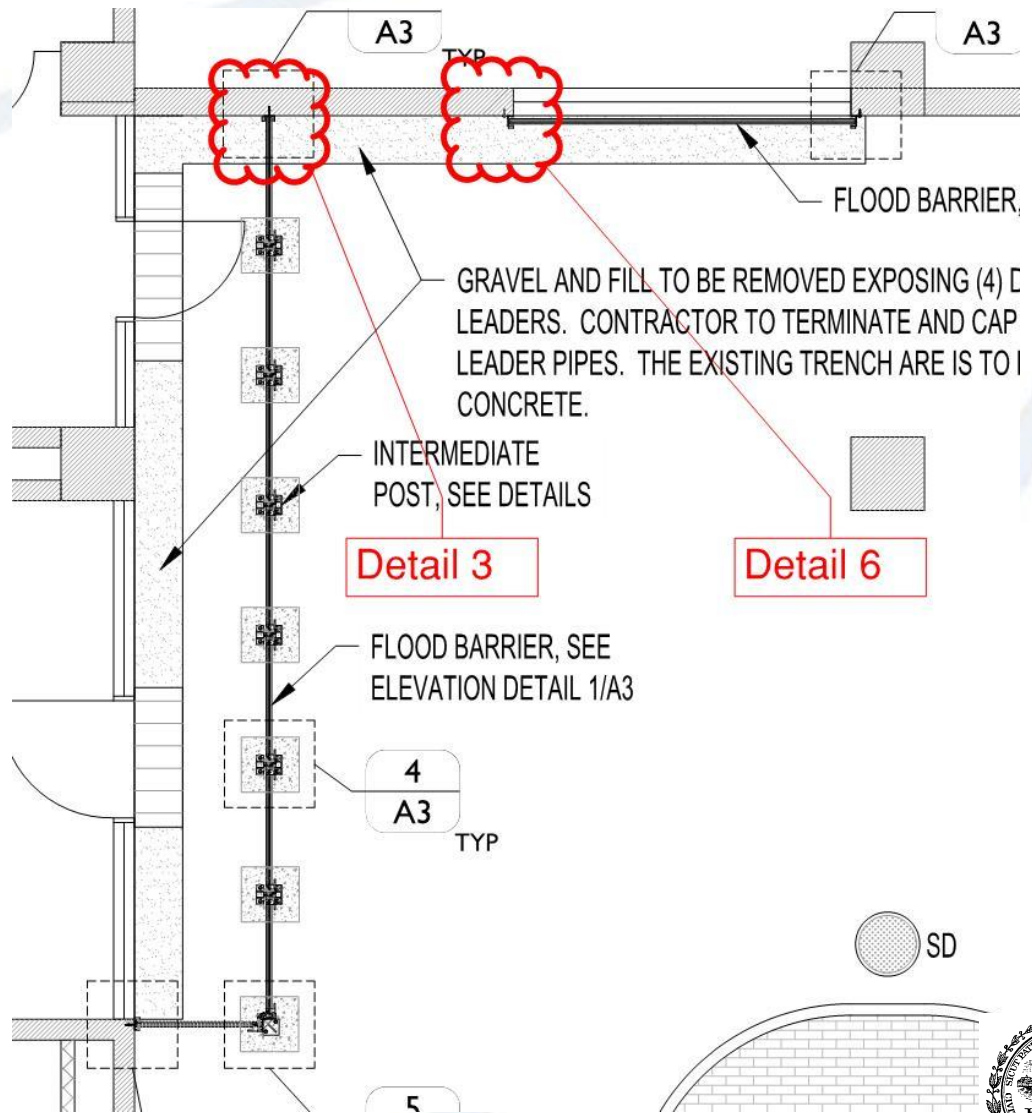 A3
TYP
A3
FLOOD BARRIER,
GRAVEL AND FILL TO BE REMOVED EXPOSING (4)
LEADERS. CONTRACTOR TO TERMINATE AND CAP
LEADER PIPES. THE EXISTING TRENCH ARE IS TO
CONCRETE.
INTERMEDIATE
POST, SEE DETAILS
Detail 3
Detail 6
FLOOD BARRIER, SEE
ELEVATION DETAIL 1/A3
4
A3
TYP
SD
5